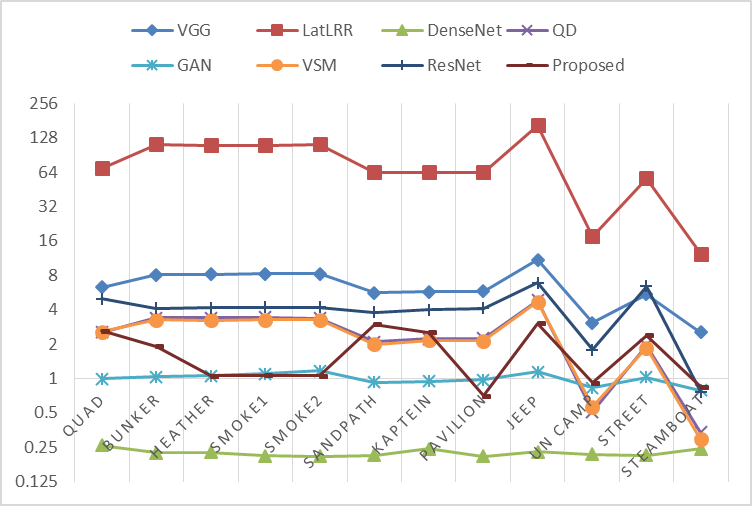 VGG LatLRR DenseNet QD
GAN VSM ResNet Proposed
256
128
64
32
16
8
4
2
1
0.5
0.25
0.125
QUAD
BUNKER
HEATHER
SMOKE1
SMOKE2
SANDPATH
KAPTEIN
PAVILION
JEEP
UN CAMP
STREET
STEAMBOAT